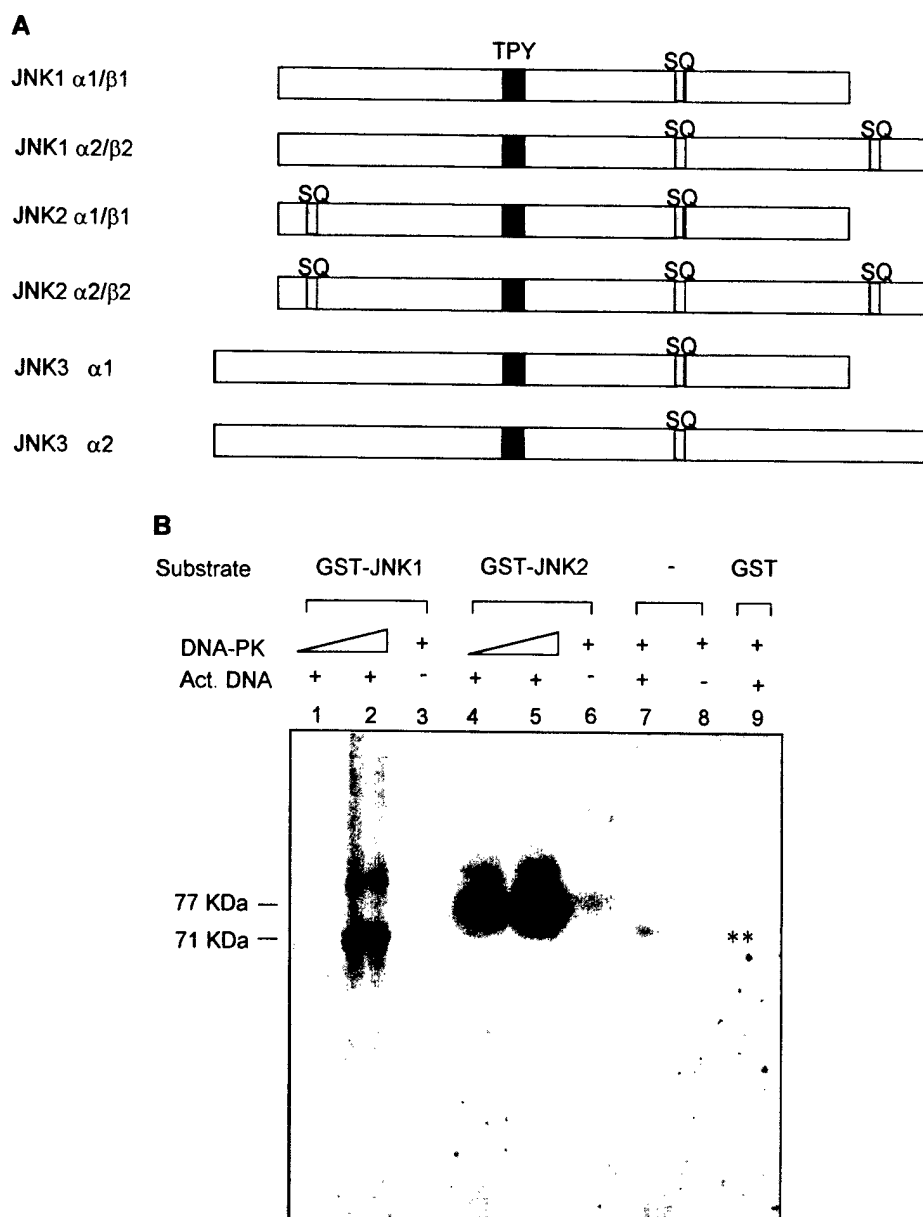 A
TPY
JNK1 α1/β1
SQ
JNK1 α2/β2
SQ SQ
JNK2 α1/β1
SQ SQ
JNK2 α2/β2
SQ SQ SQ
JNK3 α1
SQ
JNK3 α2
SQ
B
Substrate GST-JNK1 GST-JNK2 - GST
DNA-PK + + + + +
Act. DNA + + - + + - + - +
1 2 3 4 5 6 7 8 9
77 KDa
71 KDa
**